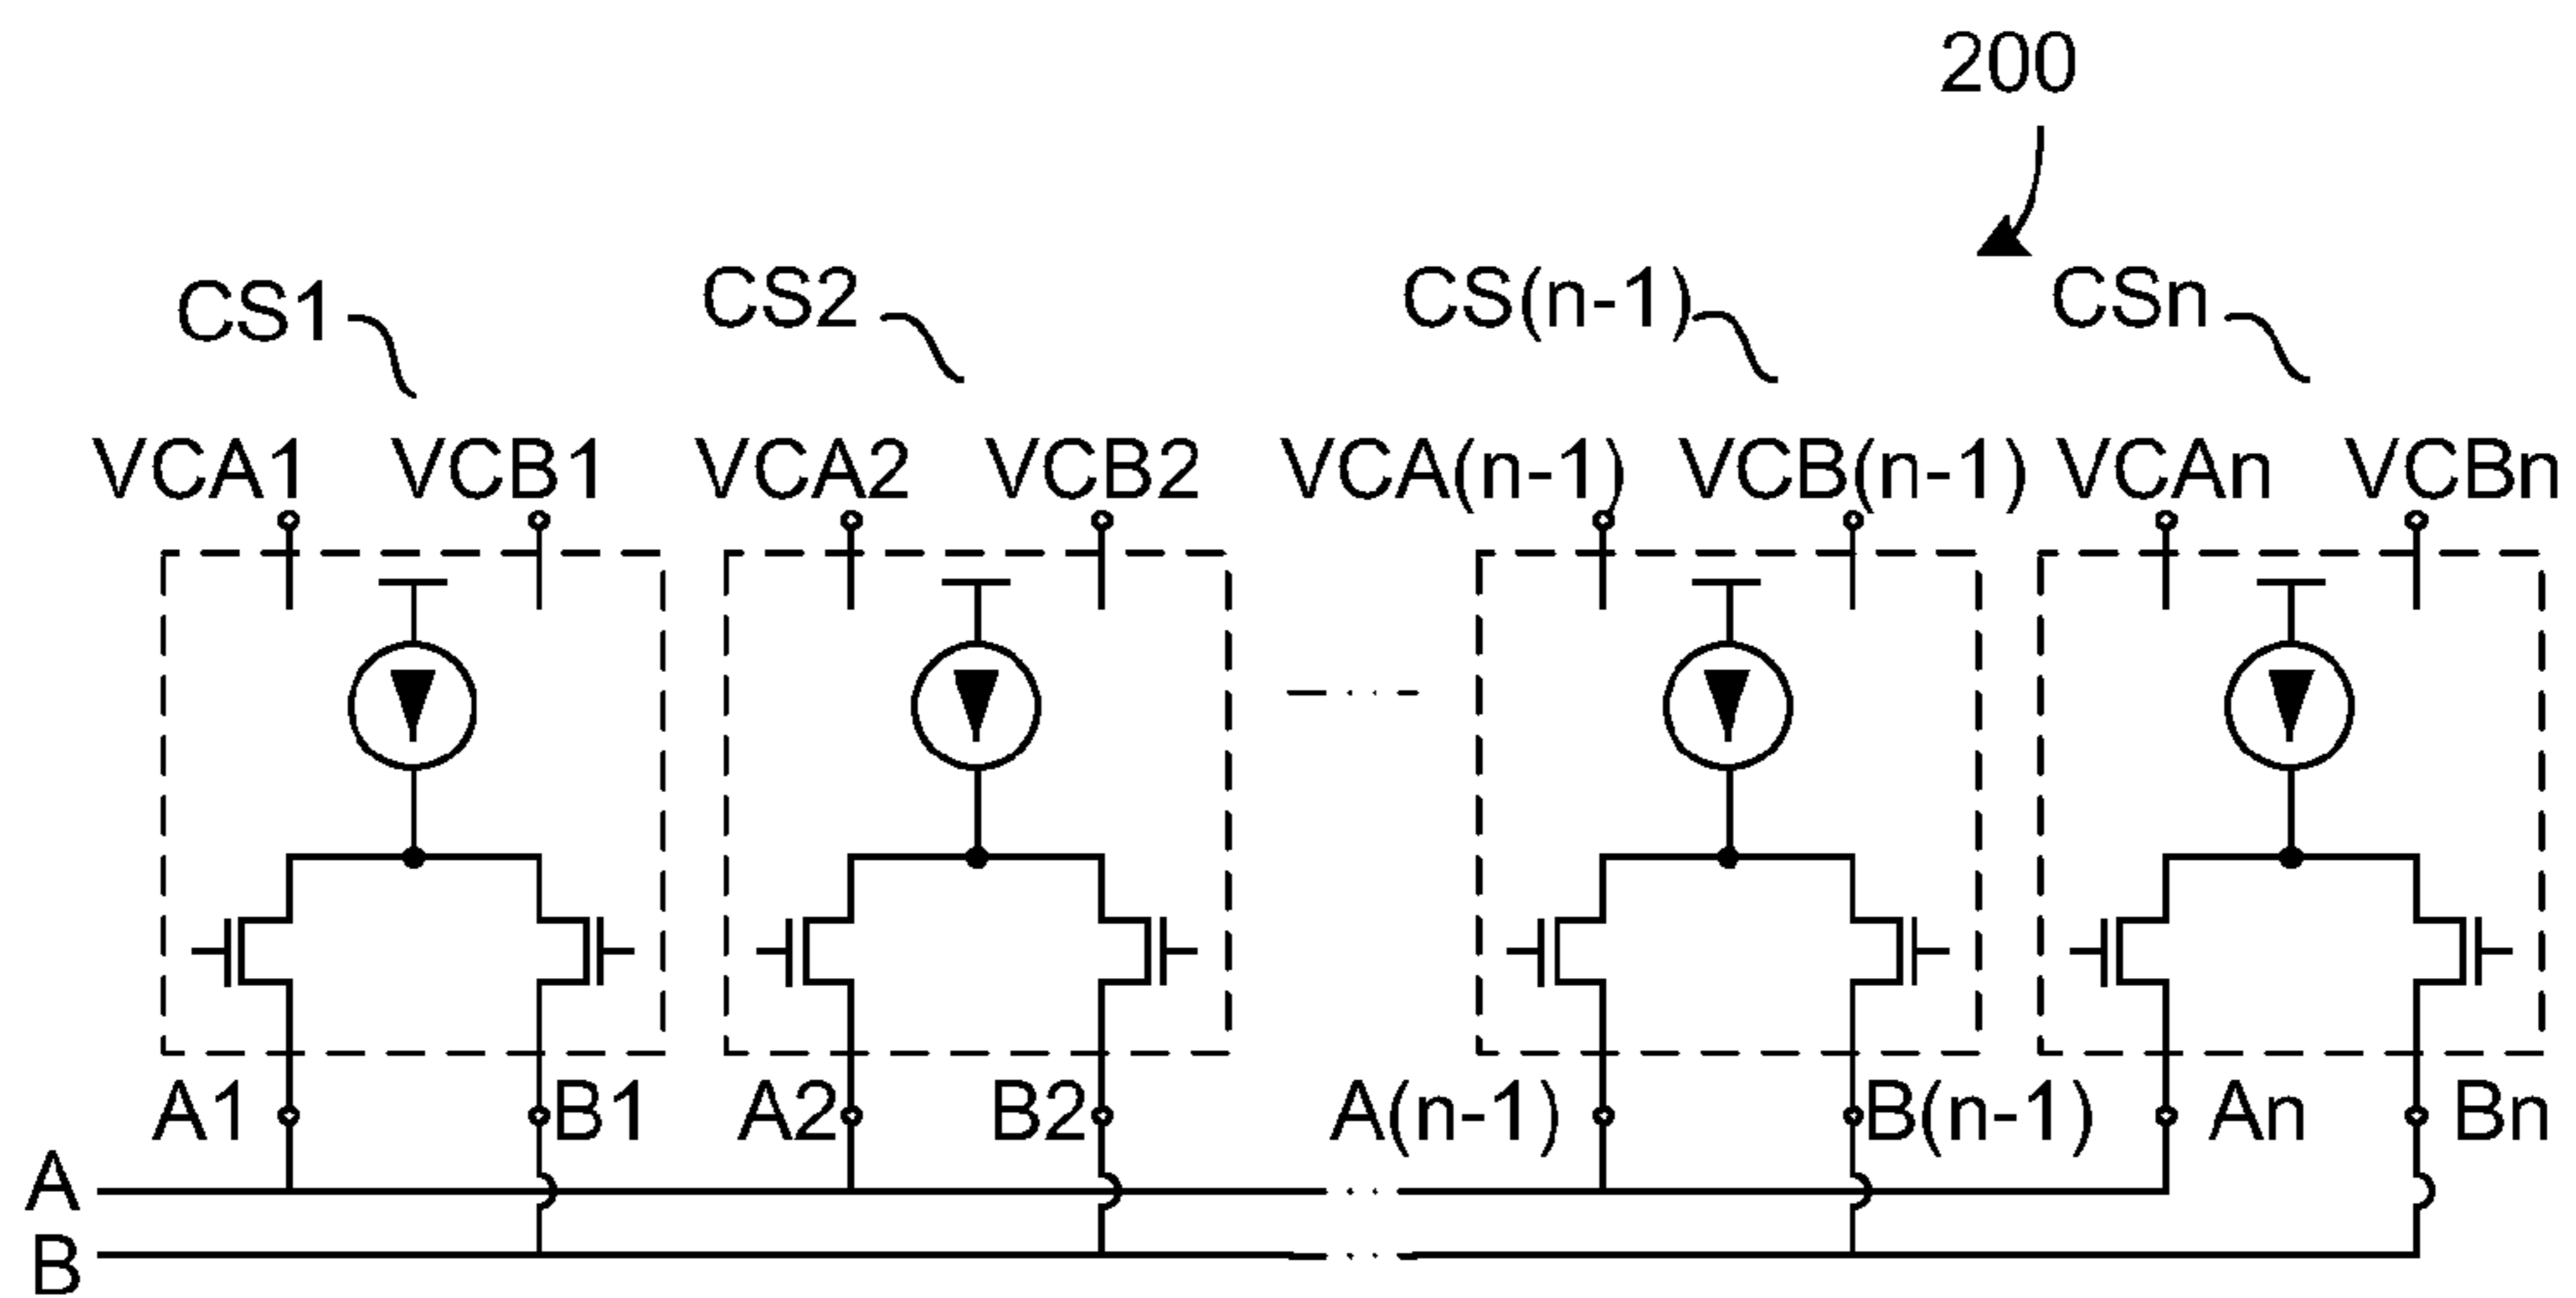 200
CS1 CS2 CS(n-1) CSn
VCA1 VCB1 VCA2 VCB2 VCA(n-1) VCB(n-1) VCAn VCBn
A1 B1 A2 B2 A(n-1) B(n-1) An Bn
A
B